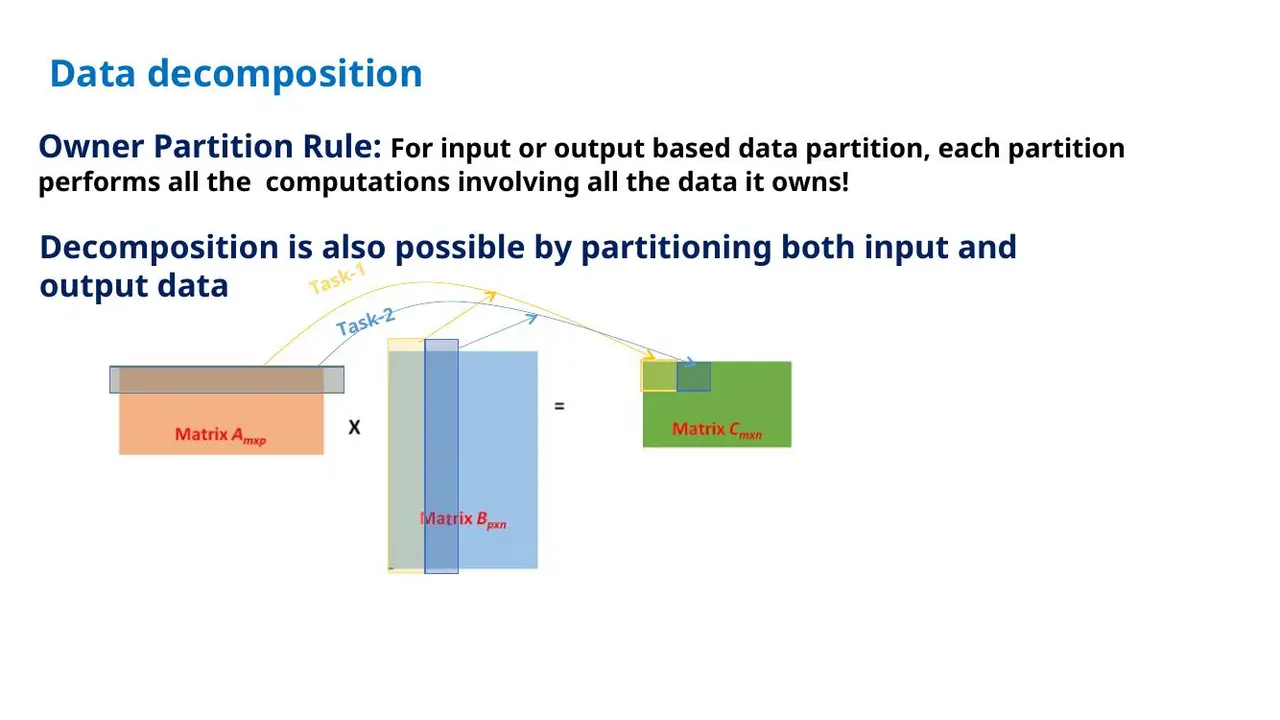 Data decomposition
Owner Partition Rule: For input or output based data partition, each partition
performs all the  computations involving all the data it owns!
Decomposition is also possible by partitioning both input and
output data
Task-1
Task-2
Matrix Amxp
X
Matrix Bpxn
=
Matrix Cmxn